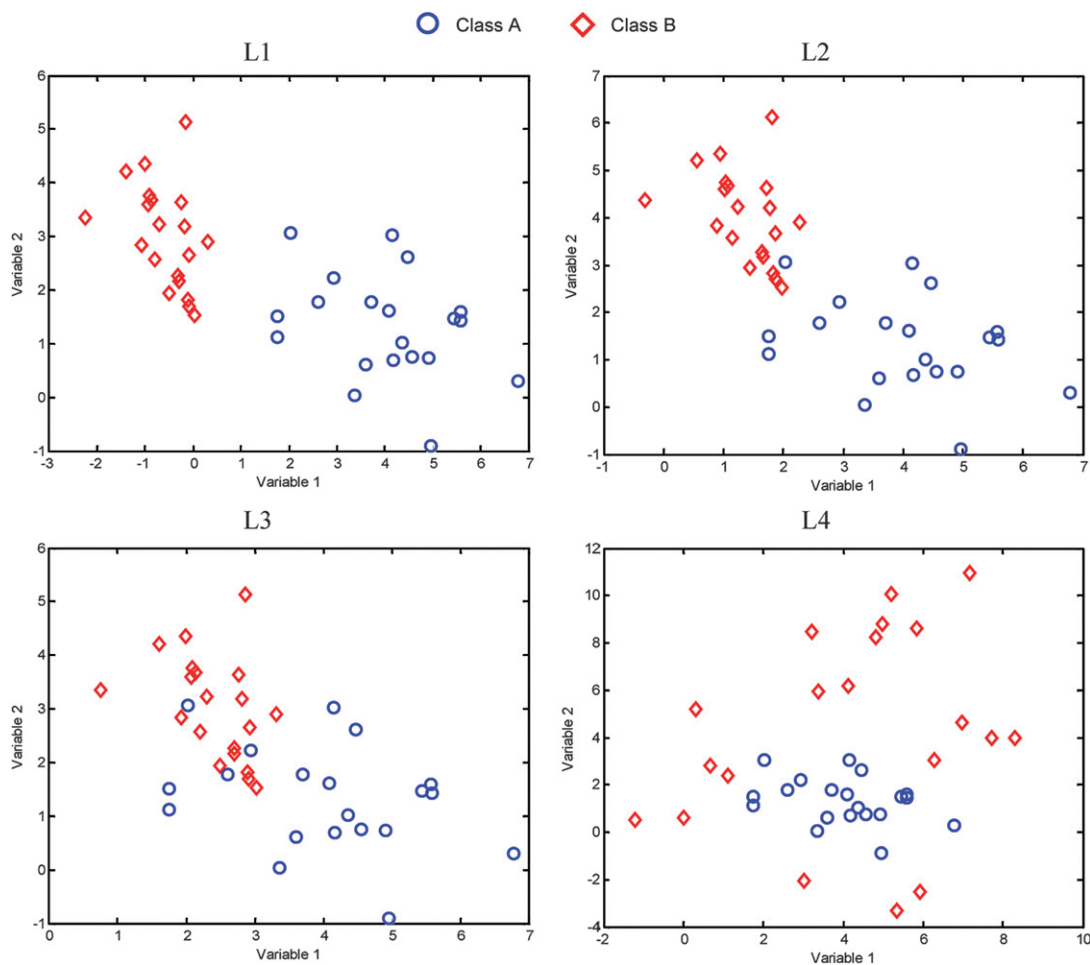 Class A Class B
L1 L2
6 7
5 6
4 5
3 4
2 3
1 2
0 1
-1 0
-1
-3 -2 -1 0 1 2 3 4 5 6 7
-1 0 1 2 3 4 5 6 7
Variable 1 Variable 1
Variable 2 Variable 2
L3 L4
6 12
5 10
4 8
3 6
2 4
1 2
0 0
-1 -2
-4
0 1 2 3 4 5 6 7
-2 0 2 4 6 8 10
Variable 1 Variable 1
Variable 2 Variable 2